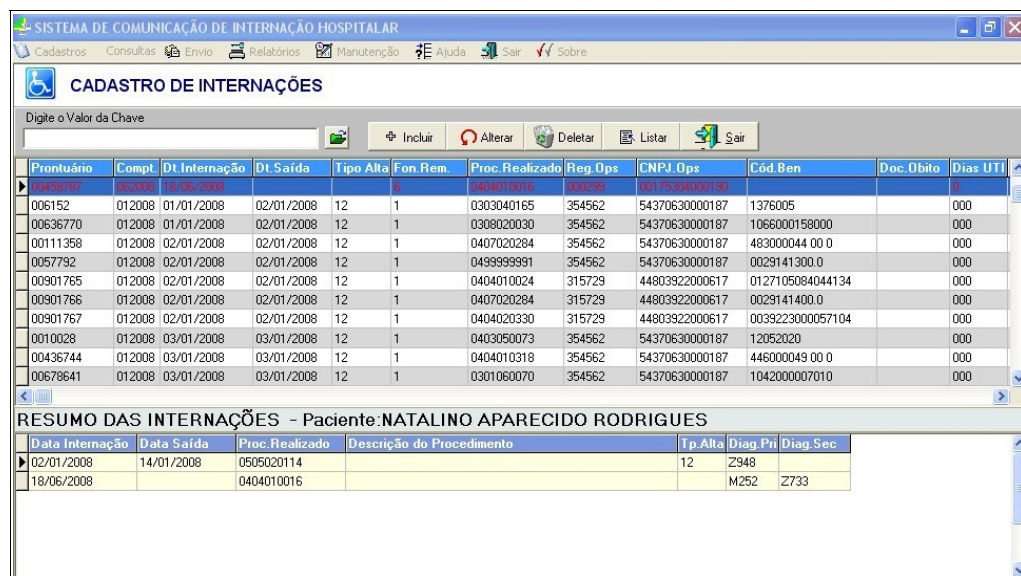 SISTEMA DE COMUNICAÇÃO DE INTERNAÇÃO HOSPITALAR
Cadastros Consultas Envio Relatórios Manutenção Ajuda Sair Sobre
CADASTRO DE INTERNAÇÕES
Digite o Valor da Chave
Incluir Alterar Deletar Listar Sair
Prontuário Compt. Dt.Internação Dt.Saída Tipo Alta Fon.Rem. Proc.Realizado Reg.Ops CNPJ.Ops Cód.Ben Doc.Obito Dias UTI
00458787 062008 18/06/2008 6 0404010016 000299 00175304000190 0
006152 012008 01/01/2008 02/01/2008 12 1 0303040165 354562 54370630000187 1376005 000
00636770 012008 01/01/2008 02/01/2008 12 1 0308020030 354562 54370630000187 1066000158000 000
00111358 012008 02/01/2008 02/01/2008 12 1 0407020284 354562 54370630000187 483000044 00 0 000
0057792 012008 02/01/2008 02/01/2008 12 1 0499999991 354562 54370630000187 0029141300.0 000
00901765 012008 02/01/2008 02/01/2008 12 1 0404010024 315729 44803922000617 0127105084044134 000
00901766 012008 02/01/2008 02/01/2008 12 1 0407020284 315729 44803922000617 0029141400.0 000
00901767 012008 02/01/2008 02/01/2008 12 1 0404020330 315729 44803922000617 0039223000057104 000
0010028 012008 03/01/2008 03/01/2008 12 1 0403050073 354562 54370630000187 12052020 000
00436744 012008 03/01/2008 03/01/2008 12 1 0404010318 354562 54370630000187 446000049 00 0 000
00678641 012008 03/01/2008 03/01/2008 12 1 0301060070 354562 54370630000187 1042000007010 000
RESUMO DAS INTERNAÇÕES - Paciente:NATALINO APARECIDO RODRIGUES
Data Internação Data Saída Proc.Realizado Descrição do Procedimento Tp.Alta Diag.Pri Diag.Sec
02/01/2008 14/01/2008 0505020114 12 Z948
18/06/2008 0404010016 M252 Z733